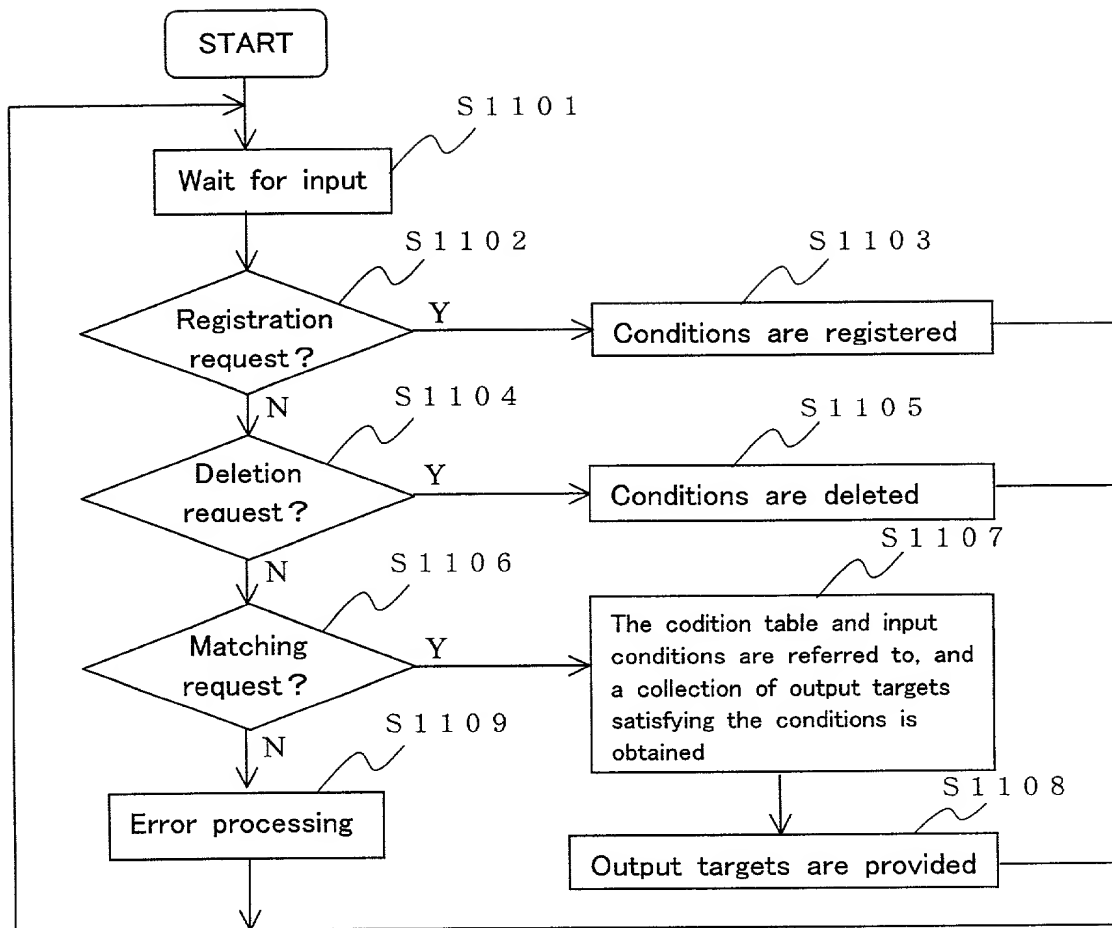 START
S1101
Wait for input
S1102
Registration
request?
Y
S1103
Conditions are registered
N
S1104
Deletion
request?
Y
S1105
Conditions are deleted
N
S1106
Matching
request?
Y
S1107
The codition table and input
conditions are referred to, and
a collection of output targets
satisfying the conditions is
obtained
N
S1109
Error processing
S1108
Output targets are provided